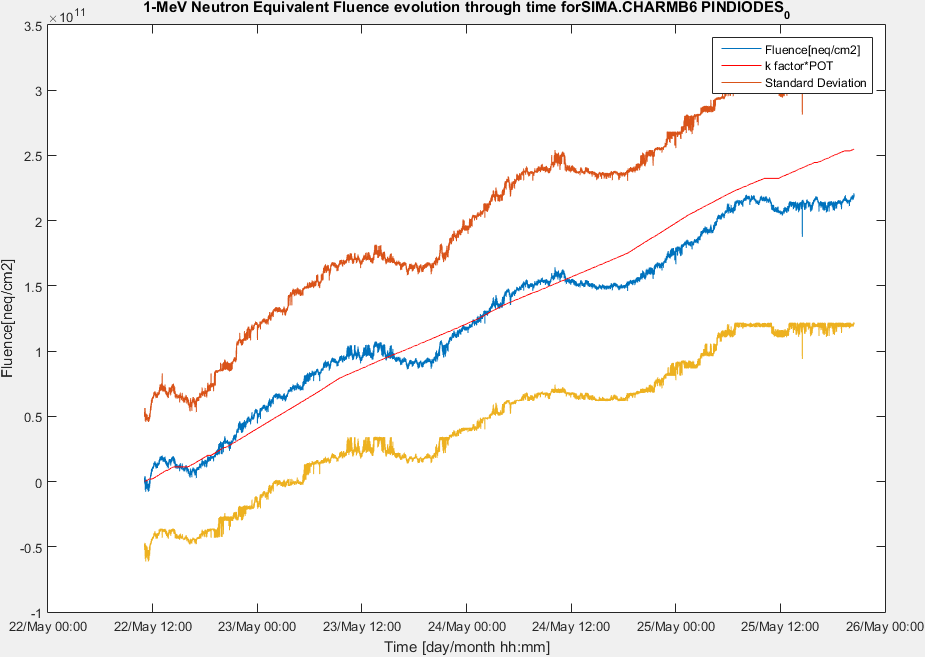 1-MeV Neutron Equivalent Fluence evolution through time forSIMA.CHARMB6 PINDIODES0
×10^11
3.5
3
2.5
2
1.5
1
0.5
0
-0.5
-1
Fluence[neq/cm2]
Fluence[neq/cm2]
k factor*POT
Standard Deviation
22/May 00:00 22/May 12:00 23/May 00:00 23/May 12:00 24/May 00:00 24/May 12:00 25/May 00:00 25/May 12:00 26/May 00:00
Time [day/month hh:mm]